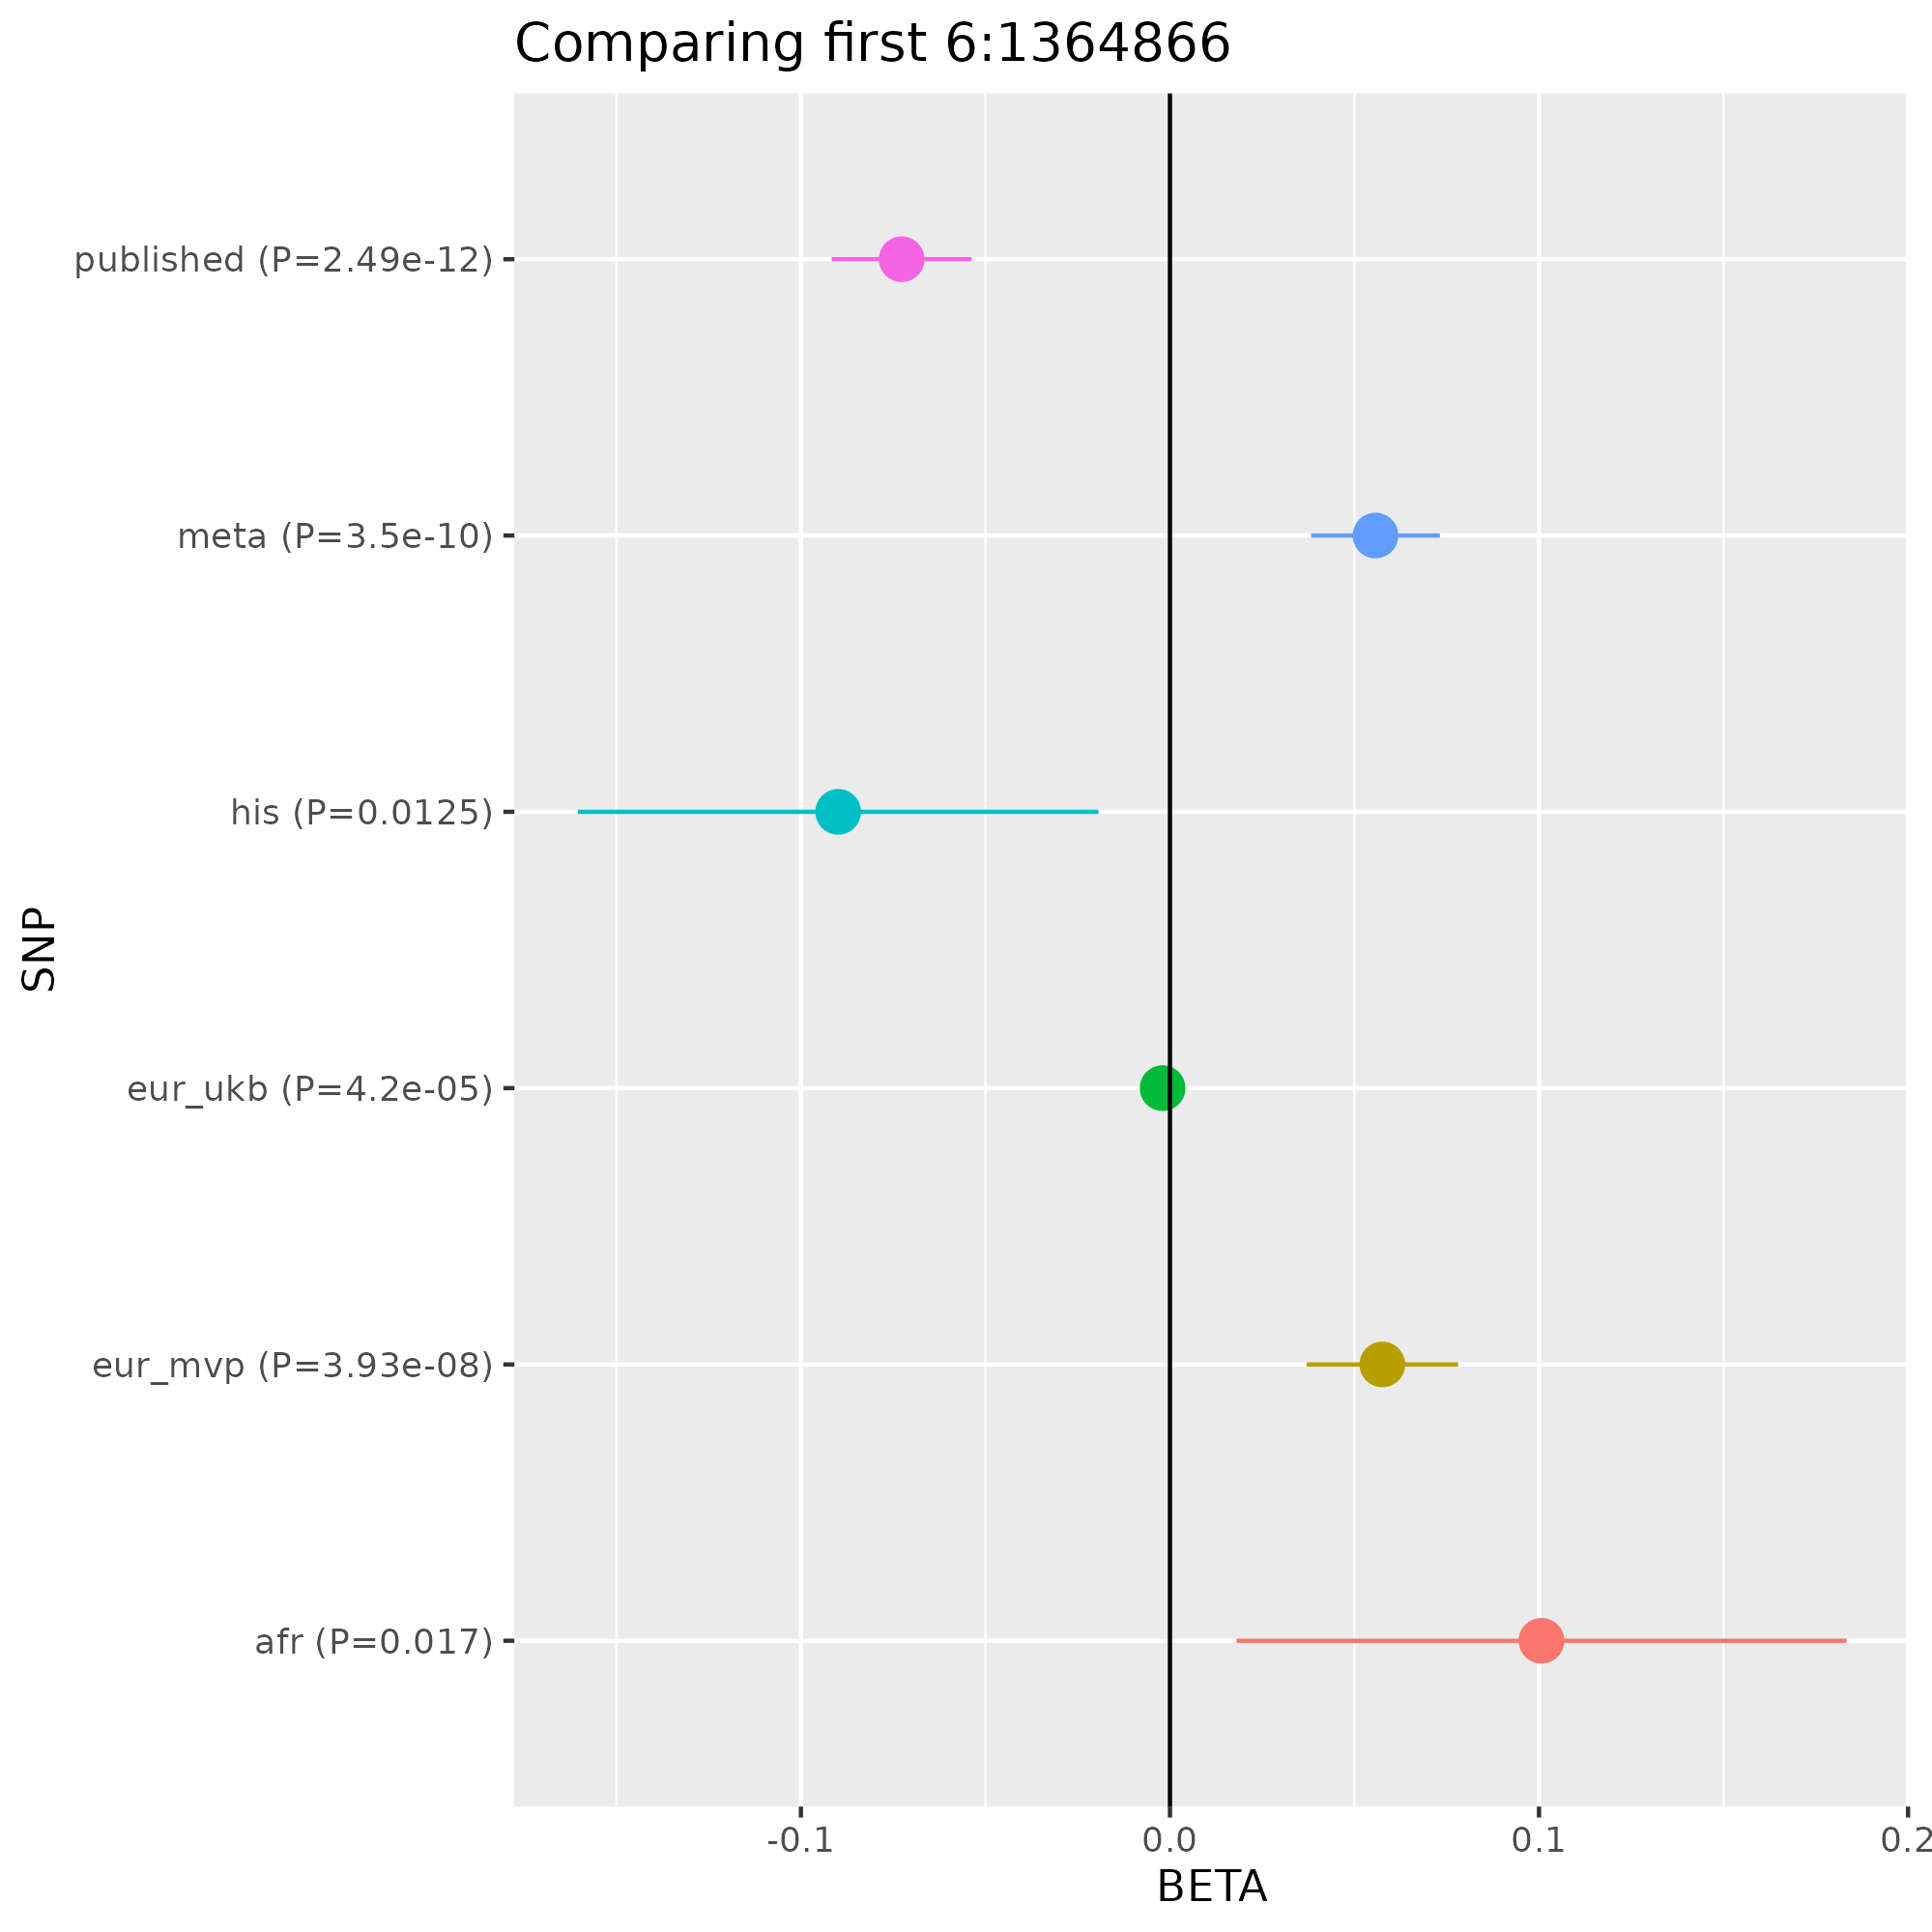 Comparing first 6:1364866
published (P=2.49e-12)
meta (P=3.5e-10)
his (P=0.0125)
SNP
eur_ukb (P=4.2e-05)
eur_mvp (P=3.93e-08)
afr (P=0.017)
-0.1 0.0 0.1 0.2
BETA